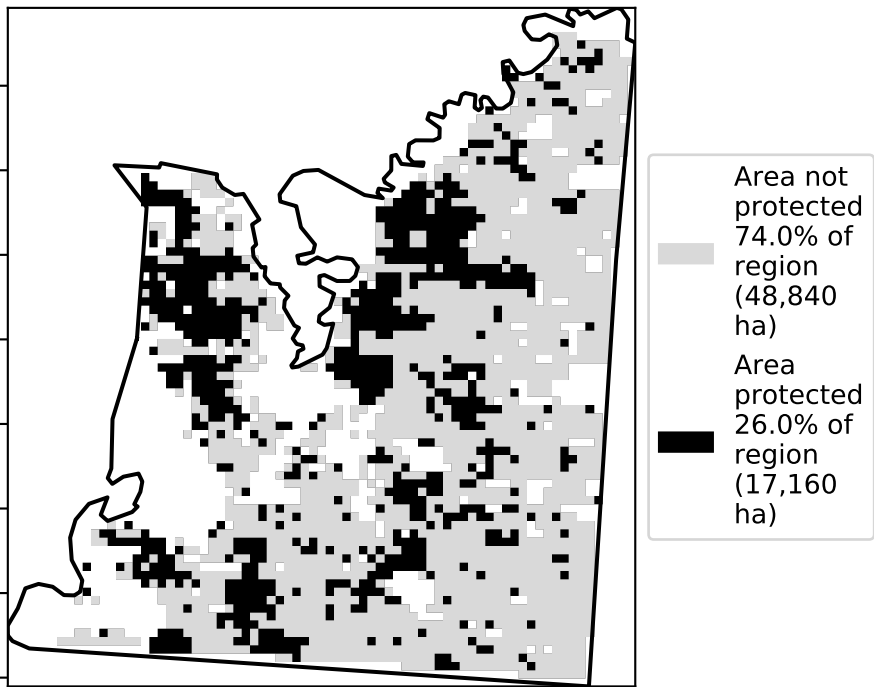 Area not
protected
74.0% of
region
(48,840
ha)
Area
protected
26.0% of
region
(17,160
ha)